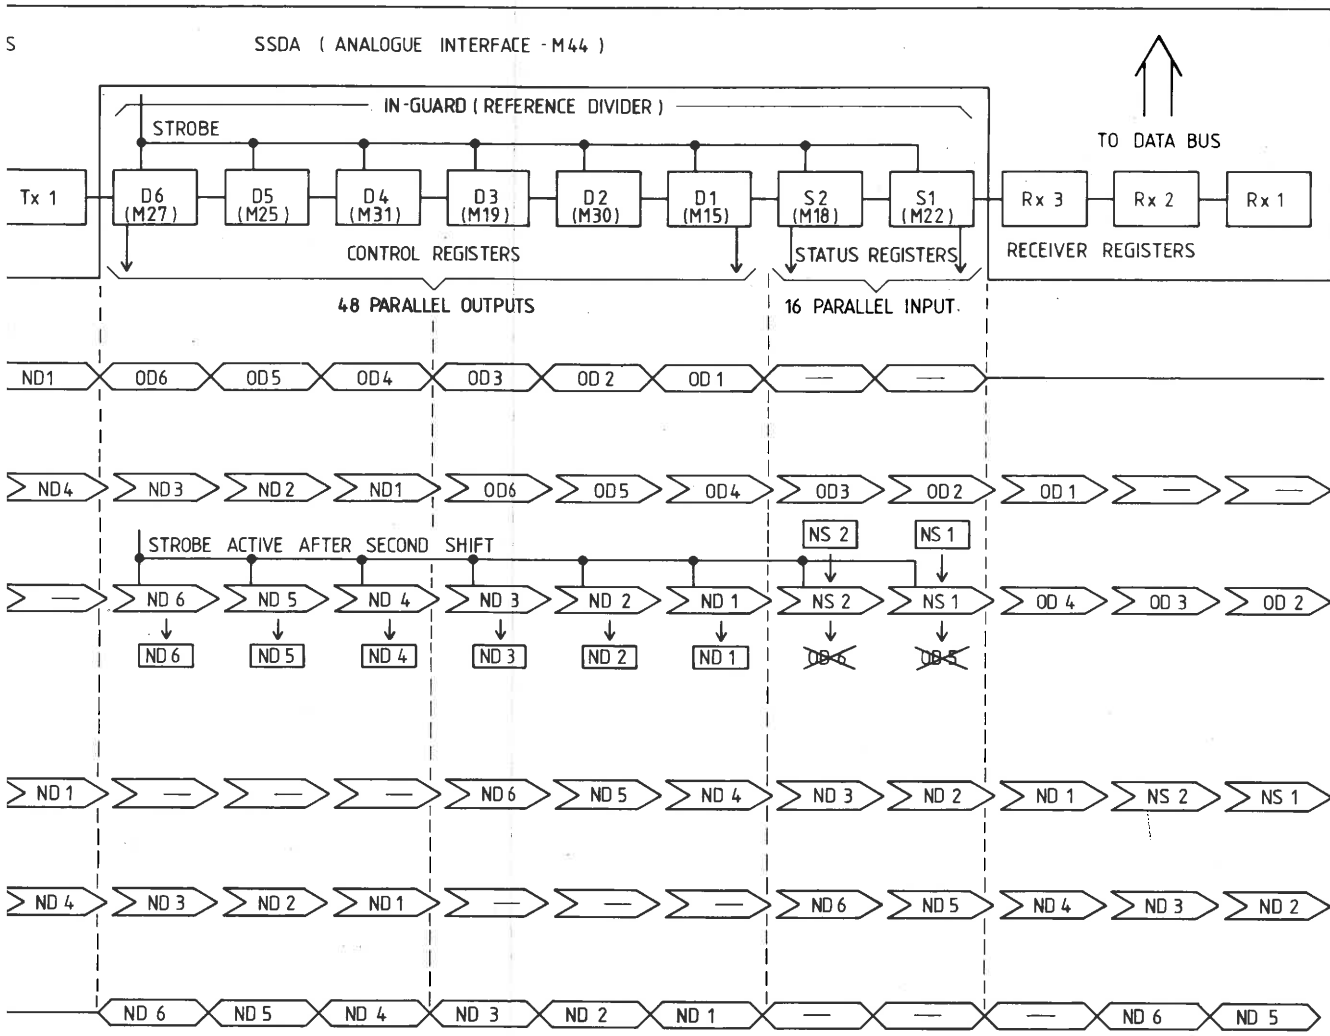 S SSDA ( ANALOGUE INTERFACE - M44 )
IN-GUARD ( REFERENCE DIVIDER )
STROBE
TO DATA BUS
Tx 1 D6 (M27) D5 (M25) D4 (M31) D3 (M19) D2 (M30) D1 (M15) S2 (M18) S1 (M22) Rx 3 Rx 2 Rx 1
CONTROL REGISTERS STATUS REGISTERS RECEIVER REGISTERS
48 PARALLEL OUTPUTS 16 PARALLEL INPUT.
ND1 OD6 OD5 OD4 OD3 OD 2 OD 1 — —
ND4 ND3 ND2 ND1 OD6 OD5 OD4 OD3 OD2 OD1 — —
NS 2 NS 1
STROBE ACTIVE AFTER SECOND SHIFT
— ND 6 ND 5 ND 4 ND 3 ND 2 ND 1 NS 2 NS 1 OD 4 OD 3 OD 2
ND 6 ND 5 ND 4 ND 3 ND 2 ND 1 OD 6 OD 5
ND 1 — — — ND 6 ND 5 ND 4 ND 3 ND 2 ND 1 NS 2 NS 1
ND 4 ND 3 ND 2 ND 1 — — — ND 6 ND 5 ND 4 ND 3 ND 2
ND 6 ND 5 ND 4 ND 3 ND 2 ND 1 — — — ND 6 ND 5